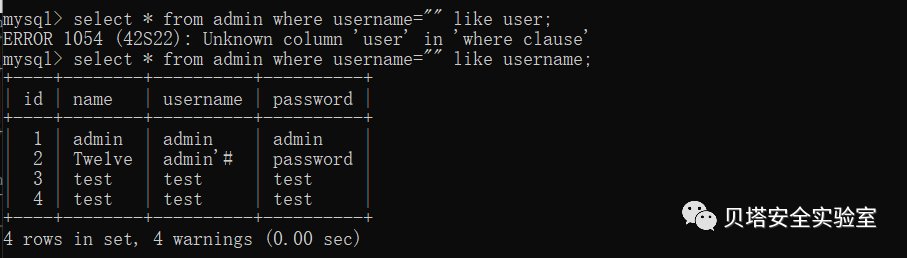 mysql> select * from admin where username="" like user;
ERROR 1054 (42S22): Unknown column 'user' in 'where clause'
mysql> select * from admin where username="" like username;
+----+--------+----------+----------+
| id | name   | username | password |
+----+--------+----------+----------+
|  1 | admin  | admin    | admin    |
|  2 | Twelve | admin'#  | password |
|  3 | test   | test     | test     |
|  4 | test   | test     | test     |
+----+--------+----------+----------+
4 rows in set, 4 warnings (0.00 sec)
贝塔安全实验室